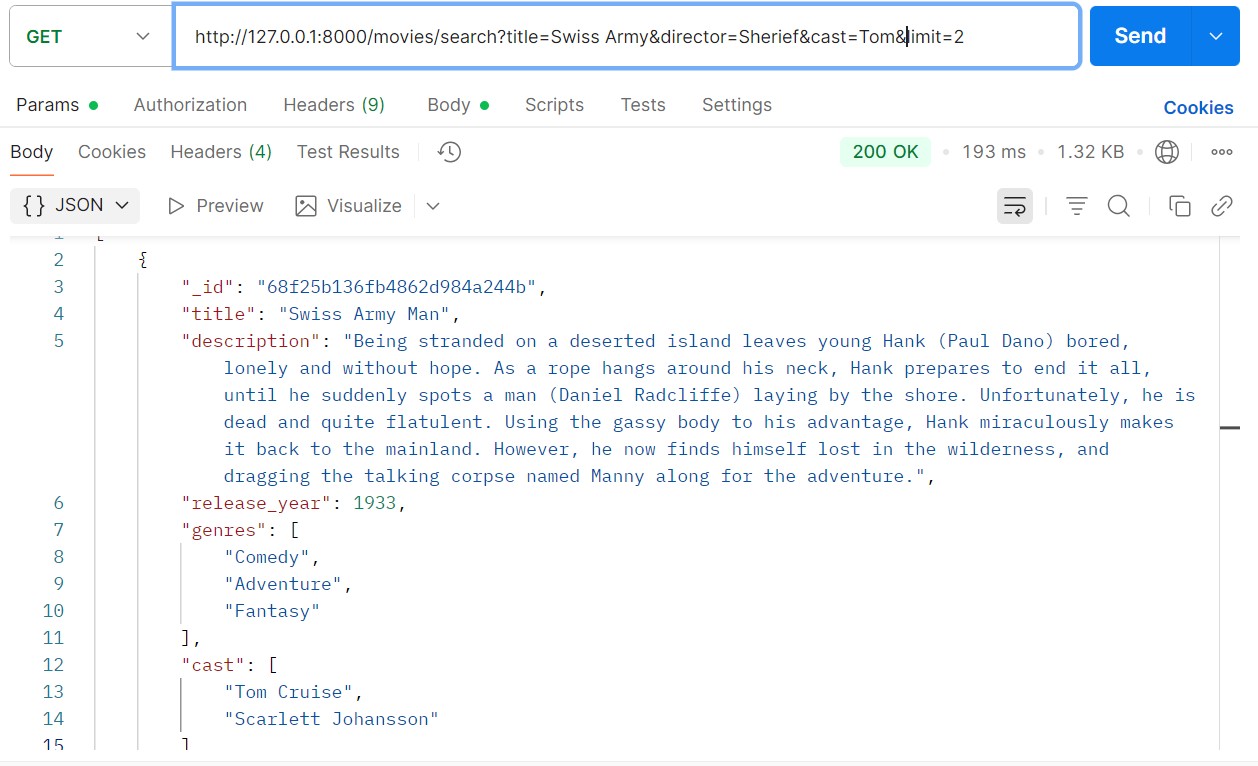 GET http://127.0.0.1:8000/movies/search?title=Swiss Army&director=Sherief&cast=Tom&limit=2 Send
Params Authorization Headers (9) Body Scripts Tests Settings Cookies
Body Cookies Headers (4) Test Results 200 OK 193 ms 1.32 KB
{} JSON Preview Visualize
1 [
2 {
3 "_id": "68f25b136fb4862d984a244b",
4 "title": "Swiss Army Man",
5 "description": "Being stranded on a deserted island leaves young Hank (Paul Dano) bored,
lonely and without hope. As a rope hangs around his neck, Hank prepares to end it all,
until he suddenly spots a man (Daniel Radcliffe) laying by the shore. Unfortunately, he is
dead and quite flatulent. Using the gassy body to his advantage, Hank miraculously makes
it back to the mainland. However, he now finds himself lost in the wilderness, and
dragging the talking corpse named Manny along for the adventure.",
6 "release_year": 1933,
7 "genres": [
8 "Comedy",
9 "Adventure",
10 "Fantasy"
11 ],
12 "cast": [
13 "Tom Cruise",
14 "Scarlett Johansson"
15 ]